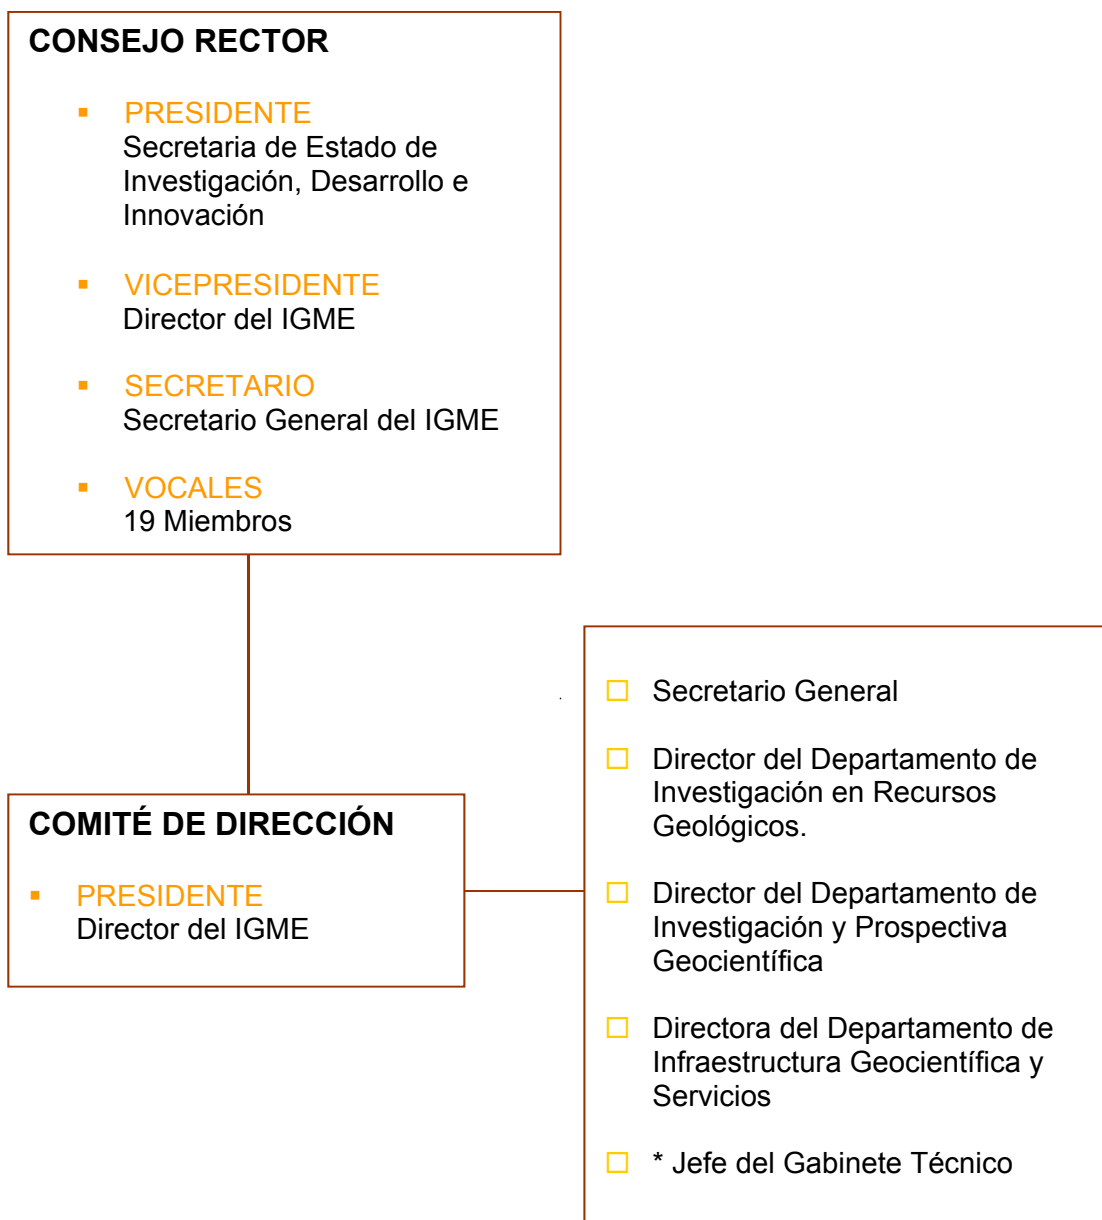 CONSEJO RECTOR
▪ PRESIDENTE
Secretaria de Estado de
Investigación, Desarrollo e
Innovación
▪ VICEPRESIDENTE
Director del IGME
▪ SECRETARIO
Secretario General del IGME
▪ VOCALES
19 Miembros
COMITÉ DE DIRECCIÓN
▪ PRESIDENTE
Director del IGME
□ Secretario General
□ Director del Departamento de
Investigación en Recursos
Geológicos.
□ Director del Departamento de
Investigación y Prospectiva
Geocientífica
□ Directora del Departamento de
Infraestructura Geocientífica y
Servicios
□ * Jefe del Gabinete Técnico